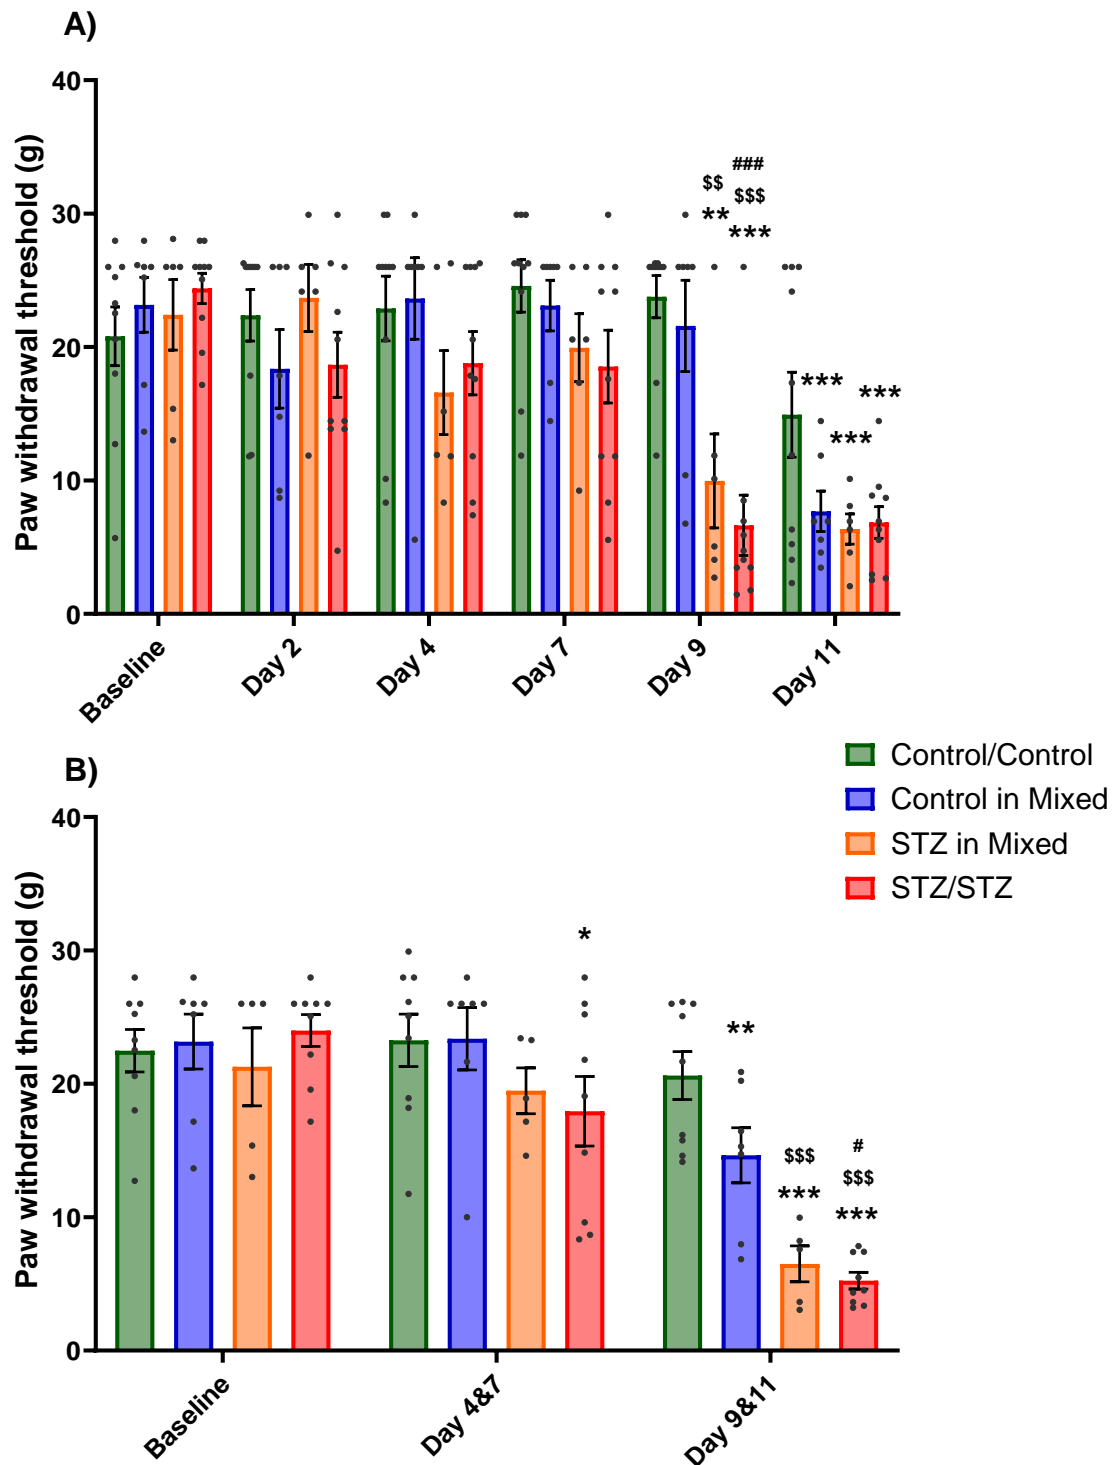 A)
Paw withdrawal threshold (g)
40
30
20
10
0
###
$$ $$$
** ***
*** ***
***
Baseline Day 2 Day 4 Day 7 Day 9 Day 11
Control/Control
Control in Mixed
STZ in Mixed
STZ/STZ
B)
Paw withdrawal threshold (g)
40
30
20
10
0
*
**
#
$$$ $$$
*** ***
Baseline Day 4&7 Day 9&11